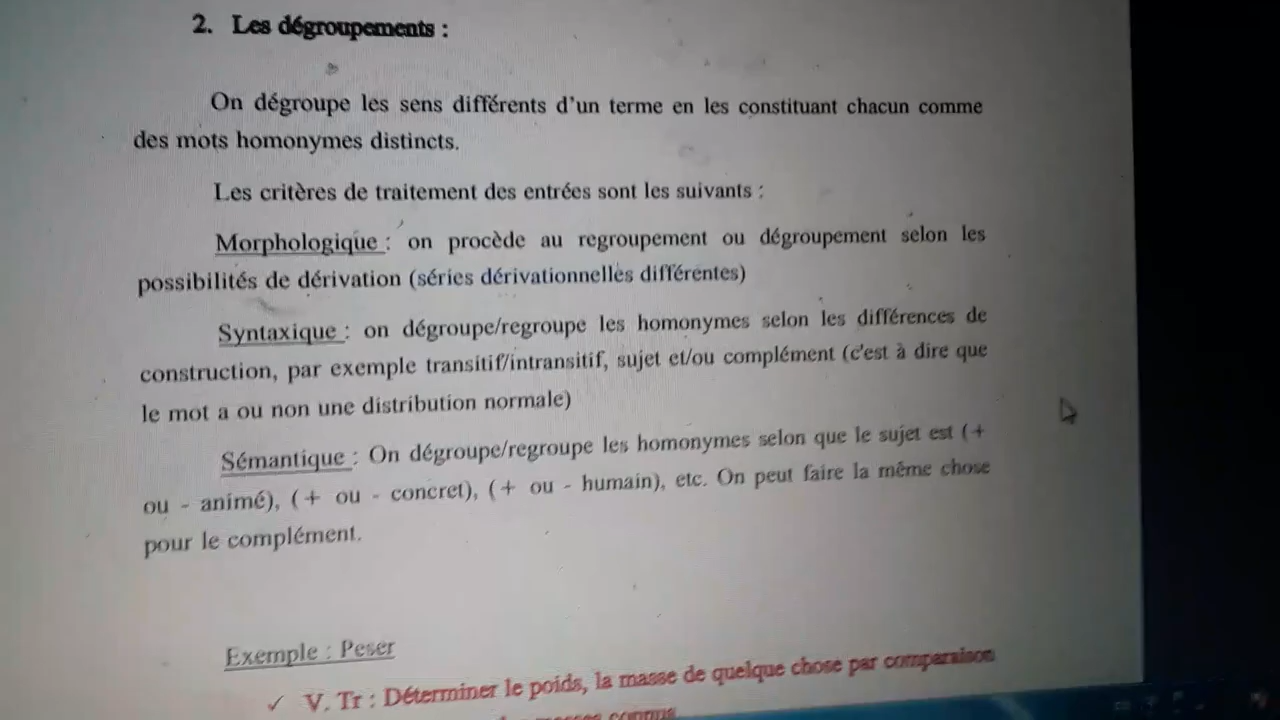 2. Les dégroupements :
On dégroupe les sens différents d'un terme en les constituant chacun comme
des mots homonymes distincts.
Les critères de traitement des entrées sont les suivants :
Morphologique : on procède au regroupement ou dégroupement selon les
possibilités de dérivation (séries dérivationnelles différentes)
Syntaxique : on dégroupe/regroupe les homonymes selon les différences de
construction, par exemple transitif/intransitif, sujet et/ou complément (c'est à dire que
le mot a ou non une distribution normale)
Sémantique : On dégroupe/regroupe les homonymes selon que le sujet est (+
ou - animé), (+ ou - concret), (+ ou - humain), etc. On peut faire la même chose
pour le complément.
Exemple : Peser
✓ V. Tr : Déterminer le poids, la masse de quelque chose par comparaison